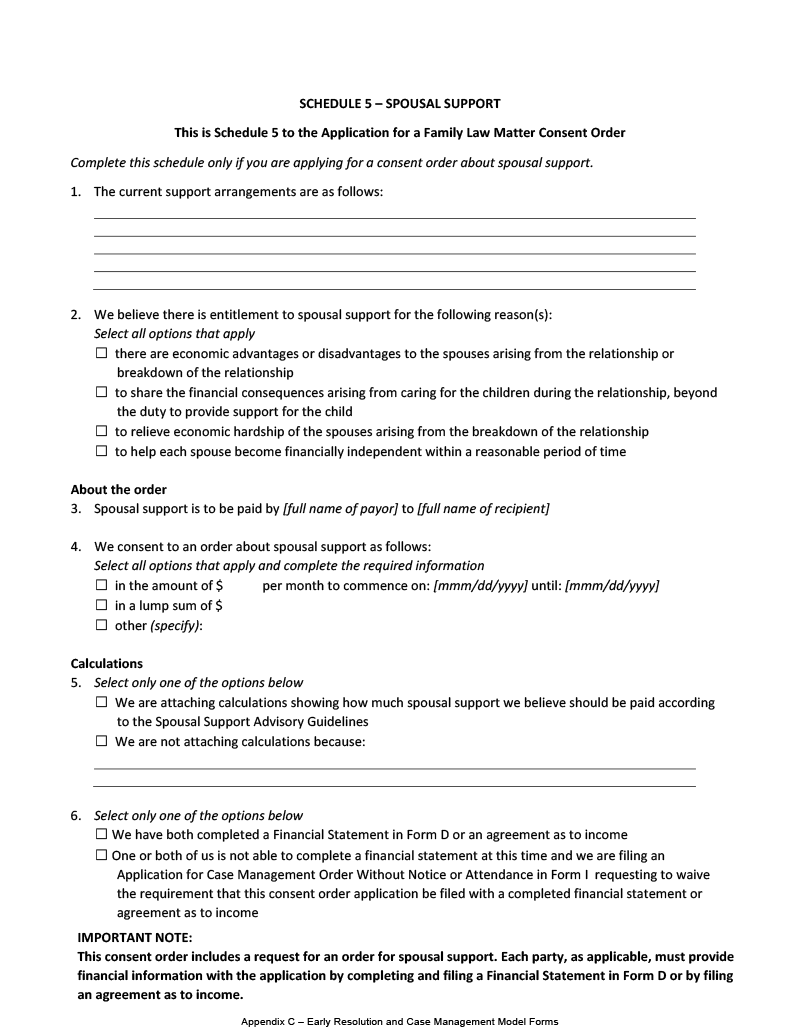 SCHEDULE 5 – SPOUSAL SUPPORT
This is Schedule 5 to the Application for a Family Law Matter Consent Order
Complete this schedule only if you are applying for a consent order about spousal support.
1. The current support arrangements are as follows:
2. We believe there is entitlement to spousal support for the following reason(s):
Select all options that apply
☐ there are economic advantages or disadvantages to the spouses arising from the relationship or
breakdown of the relationship
☐ to share the financial consequences arising from caring for the children during the relationship, beyond
the duty to provide support for the child
☐ to relieve economic hardship of the spouses arising from the breakdown of the relationship
☐ to help each spouse become financially independent within a reasonable period of time
About the order
3. Spousal support is to be paid by [full name of payor] to [full name of recipient]
4. We consent to an order about spousal support as follows:
Select all options that apply and complete the required information
☐ in the amount of $ per month to commence on: [mmm/dd/yyyy] until: [mmm/dd/yyyy]
☐ in a lump sum of $
☐ other (specify):
Calculations
5. Select only one of the options below
☐ We are attaching calculations showing how much spousal support we believe should be paid according
to the Spousal Support Advisory Guidelines
☐ We are not attaching calculations because:
6. Select only one of the options below
☐ We have both completed a Financial Statement in Form D or an agreement as to income
☐ One or both of us is not able to complete a financial statement at this time and we are filing an
Application for Case Management Order Without Notice or Attendance in Form I requesting to waive
the requirement that this consent order application be filed with a completed financial statement or
agreement as to income
IMPORTANT NOTE:
This consent order includes a request for an order for spousal support. Each party, as applicable, must provide
financial information with the application by completing and filing a Financial Statement in Form D or by filing
an agreement as to income.
Appendix C – Early Resolution and Case Management Model Forms